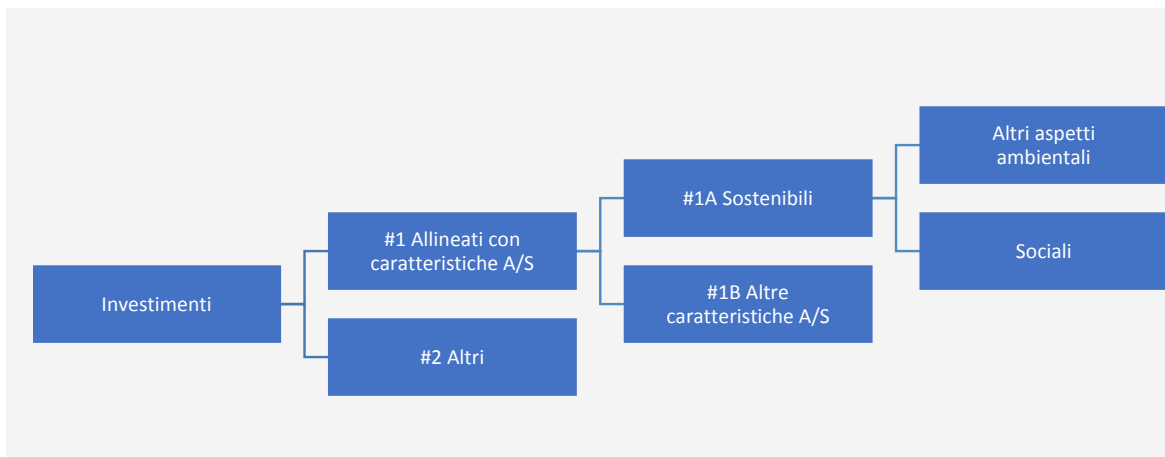 Investimenti
#1 Allineati con
caratteristiche A/S
#2 Altri
#1A Sostenibili
#1B Altre
caratteristiche A/S
Altri aspetti
ambientali
Sociali